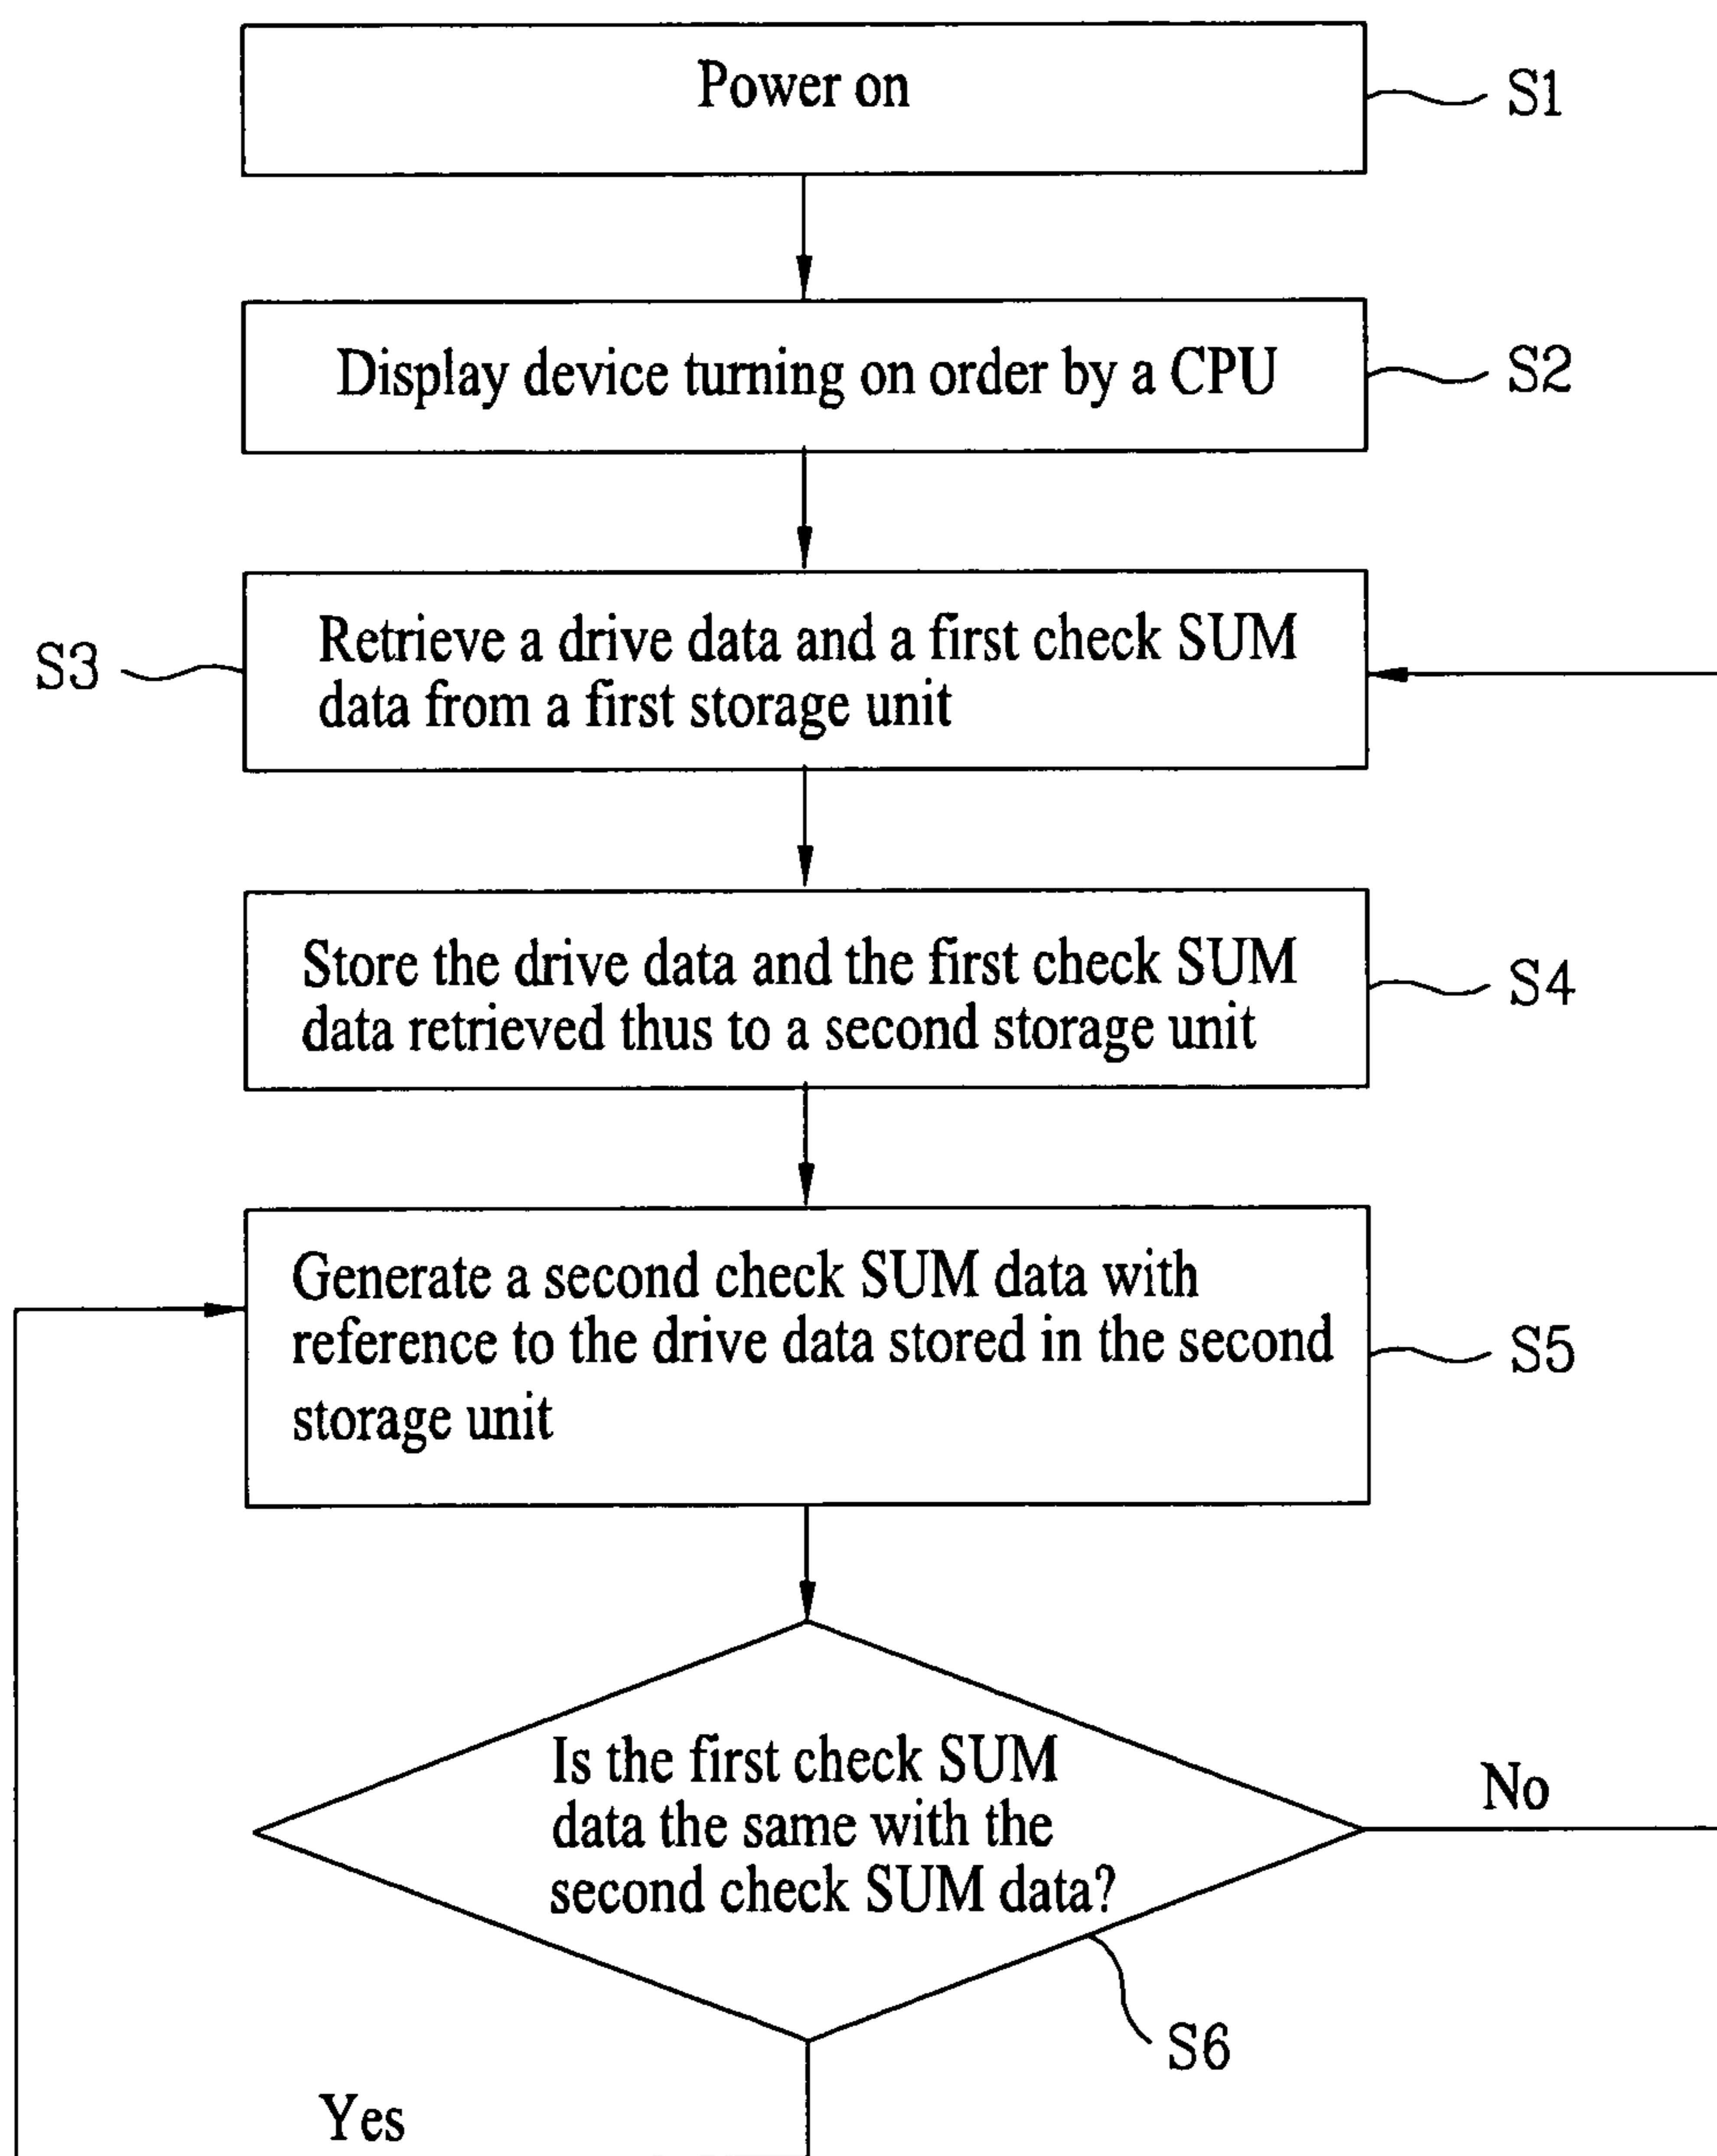 Power on
S1
Display device turning on order by a CPU
S2
S3
Retrieve a drive data and a first check SUM
data from a first storage unit
Store the drive data and the first check SUM
data retrieved thus to a second storage unit
S4
Generate a second check SUM data with
reference to the drive data stored in the second
storage unit
S5
Is the first check SUM
data the same with the
second check SUM data?
No
S6
Yes